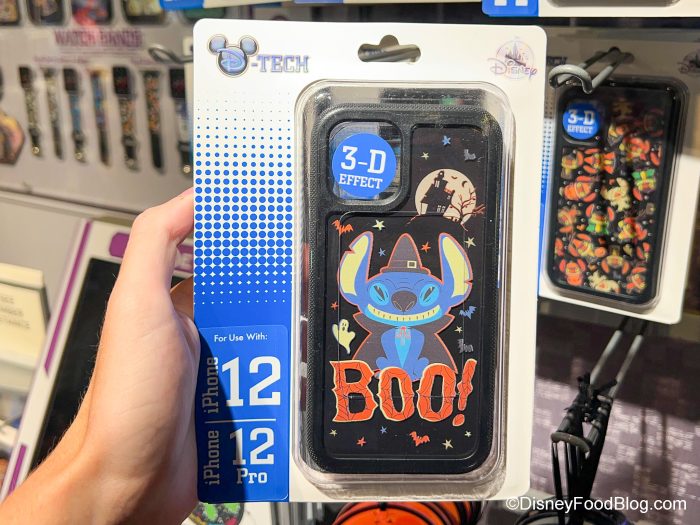 WATCH BANDS
D-TECH
Disney
3-D
EFFECT
3-D
EFFECT
BOO!
For Use With:
iPhone 12
iPhone 12 Pro
©DisneyFoodBlog.com